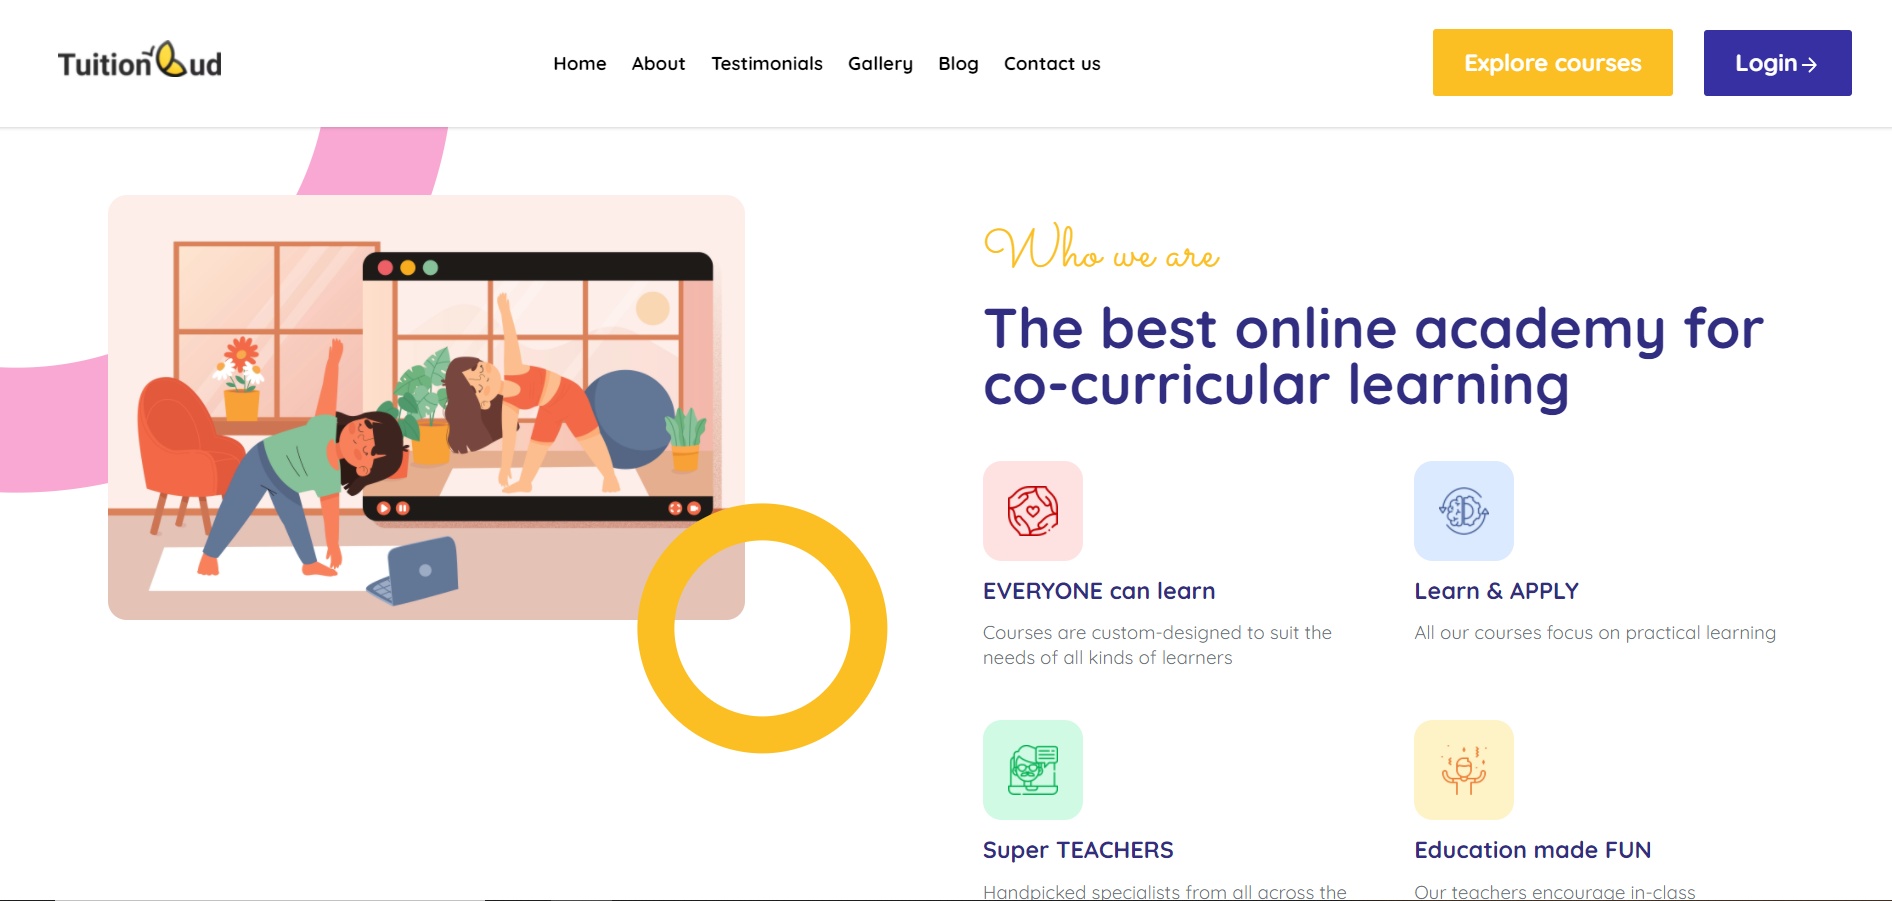 TuitionBud
Home About Testimonials Gallery Blog Contact us
Explore courses
Login
Who we are
The best online academy for
co-curricular learning
EVERYONE can learn
Courses are custom-designed to suit the
needs of all kinds of learners
Learn & APPLY
All our courses focus on practical learning
Super TEACHERS
Handpicked specialists from all across the
Education made FUN
Our teachers encourage in-class